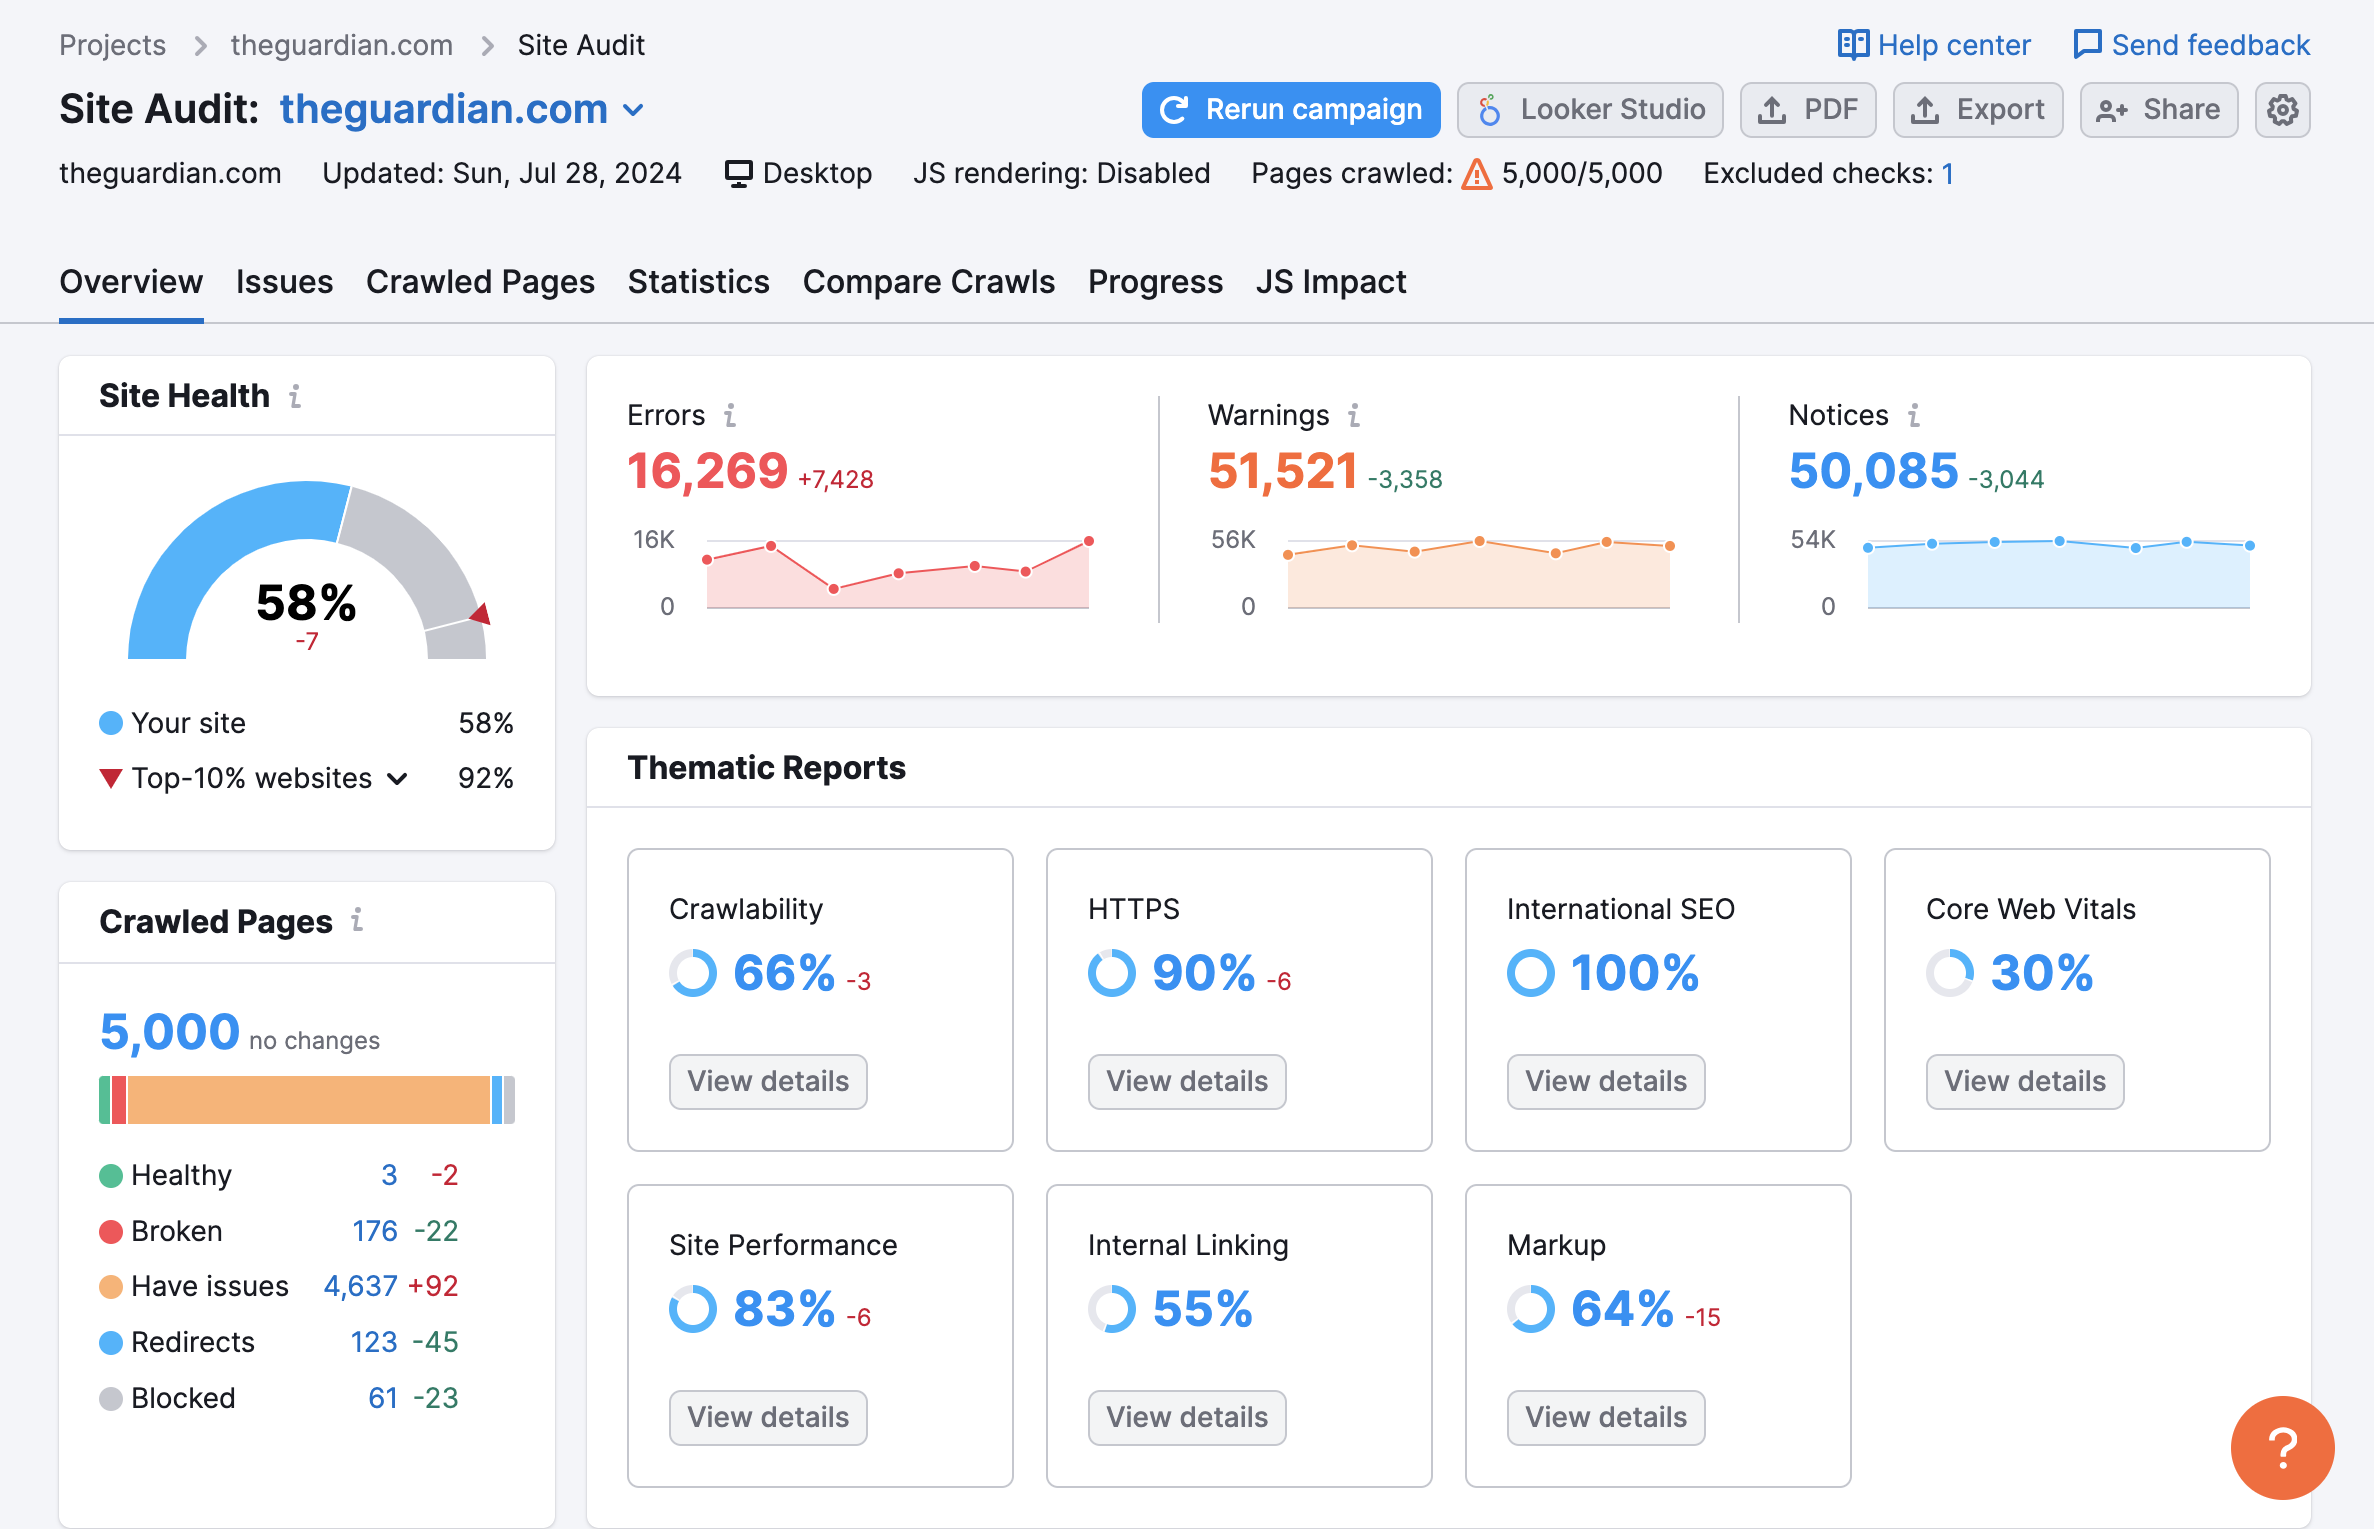 Projects > theguardian.com > Site Audit
Help center
Send feedback
Site Audit: theguardian.com
Rerun campaign
Looker Studio
PDF
Export
Share
theguardian.com
Updated: Sun, Jul 28, 2024
Desktop
JS rendering: Disabled
Pages crawled: 5,000/5,000
Excluded checks: 1
Overview
Issues
Crawled Pages
Statistics
Compare Crawls
Progress
JS Impact
Site Health i
58%
-7
Your site 58%
Top-10% websites 92%
Errors i
16,269 +7,428
16K
0
Warnings i
51,521 -3,358
56K
0
Notices i
50,085 -3,044
54K
0
Crawled Pages i
5,000 no changes
Healthy 3 -2
Broken 176 -22
Have issues 4,637 +92
Redirects 123 -45
Blocked 61 -23
Thematic Reports
Crawlability
66% -3
View details
HTTPS
90% -6
View details
International SEO
100%
View details
Core Web Vitals
30%
View details
Site Performance
83% -6
View details
Internal Linking
55%
View details
Markup
64% -15
View details
?